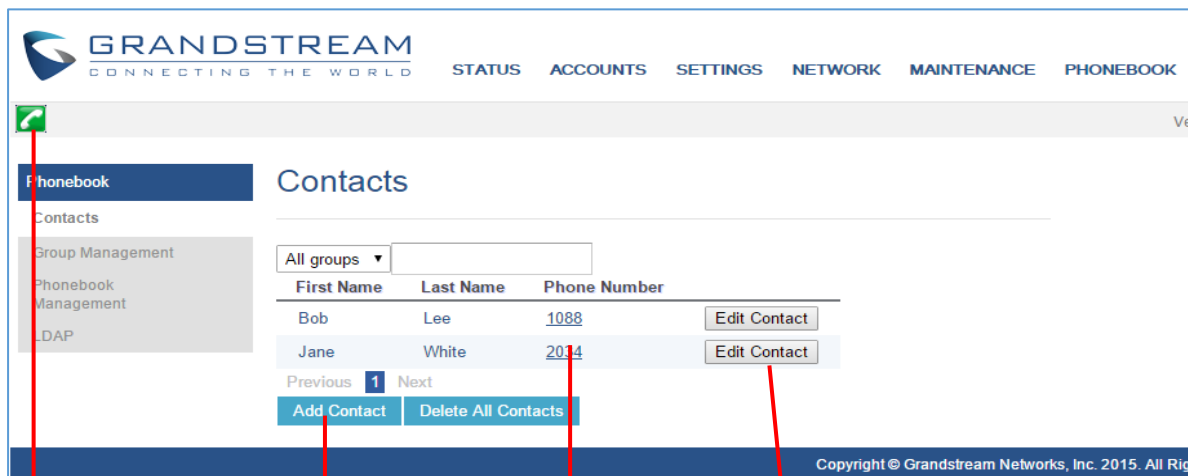 GRANDSTREAM
CONNECTING THE WORLD
STATUS ACCOUNTS SETTINGS NETWORK MAINTENANCE PHONEBOOK
Ve
Phonebook
Contacts
Group Management
Phonebook
Management
LDAP
Contacts
All groups
First Name Last Name Phone Number
Bob Lee 1088 Edit Contact
Jane White 2034 Edit Contact
Previous 1 Next
Add Contact Delete All Contacts
Copyright © Grandstream Networks, Inc. 2015. All Rig